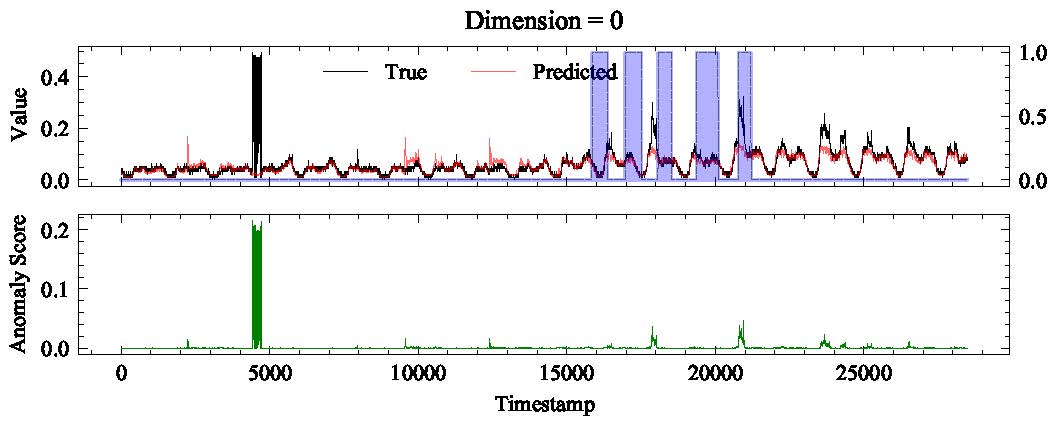 Dimension = 0
True
Predicted
Value
0.4
0.2
0.0
1.0
0.5
0.0
Anomaly Score
0.2
0.1
0.0
0
5000
10000
15000
20000
25000
Timestamp